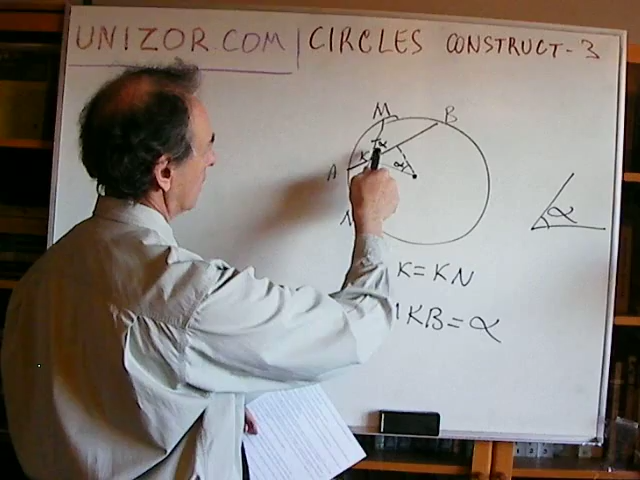 UNIZOR.COM | CIRCLES CONSTRUCT-3
M
B
K
α
α
A
α
K = KN
KB = α